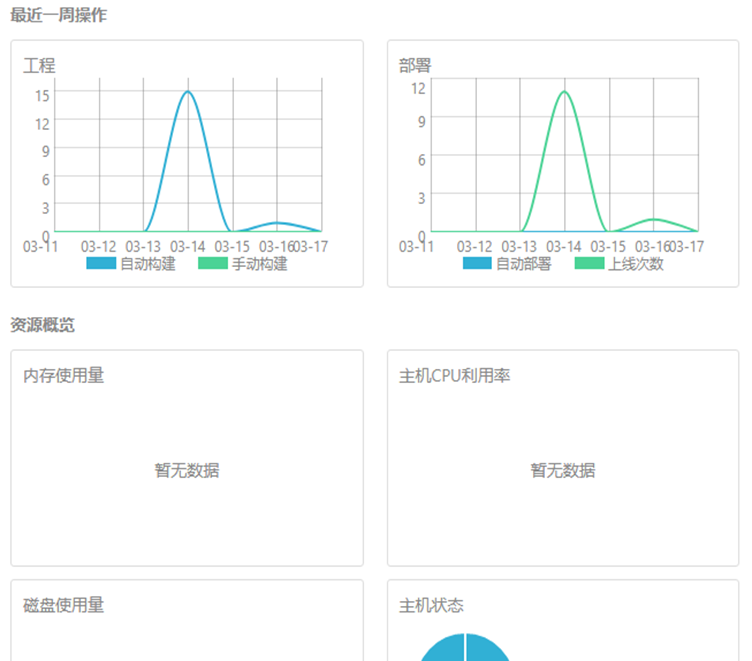 最近一周操作
工程
15
12
9
6
3
0
03-11 03-12 03-13 03-14 03-15 03-16 03-17
自动构建 手动构建
部署
12
9
6
3
0
03-11 03-12 03-13 03-14 03-15 03-16 03-17
自动部署 上线次数
资源概览
内存使用量
暂无数据
主机CPU利用率
暂无数据
磁盘使用量
主机状态